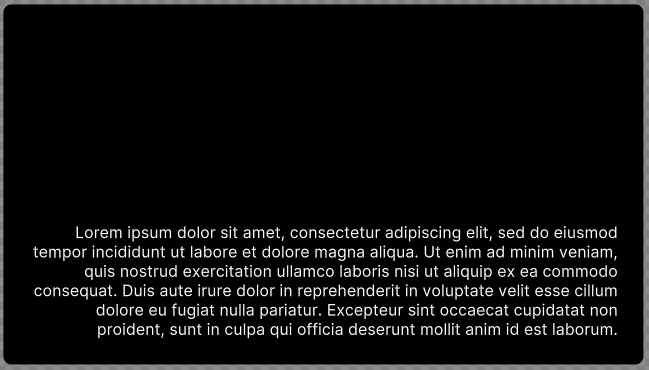 Lorem ipsum dolor sit amet, consectetur adipiscing elit, sed do eiusmod
tempor incididunt ut labore et dolore magna aliqua. Ut enim ad minim veniam,
quis nostrud exercitation ullamco laboris nisi ut aliquip ex ea commodo
consequat. Duis aute irure dolor in reprehenderit in voluptate velit esse cillum
dolore eu fugiat nulla pariatur. Excepteur sint occaecat cupidatat non
proident, sunt in culpa qui officia deserunt mollit anim id est laborum.